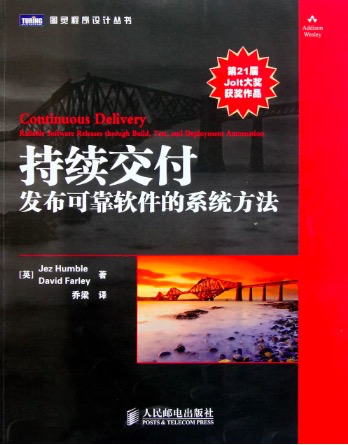 TURING
图灵程序设计丛书
Addison
Wesley
第21届
Jolt大奖
获奖作品
Continuous Delivery
Reliable Software Releases through Build, Test, and Deployment Automation
持续交付
发布可靠软件的系统方法
[英] Jez Humble 著
David Farley
乔梁 译
人民邮电出版社
POSTS & TELECOM PRESS